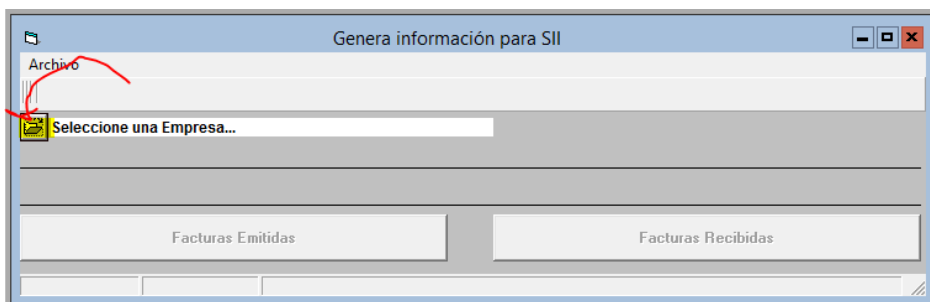 Genera información para SII
Archivo
Seleccione una Empresa...
Facturas Emitidas
Facturas Recibidas